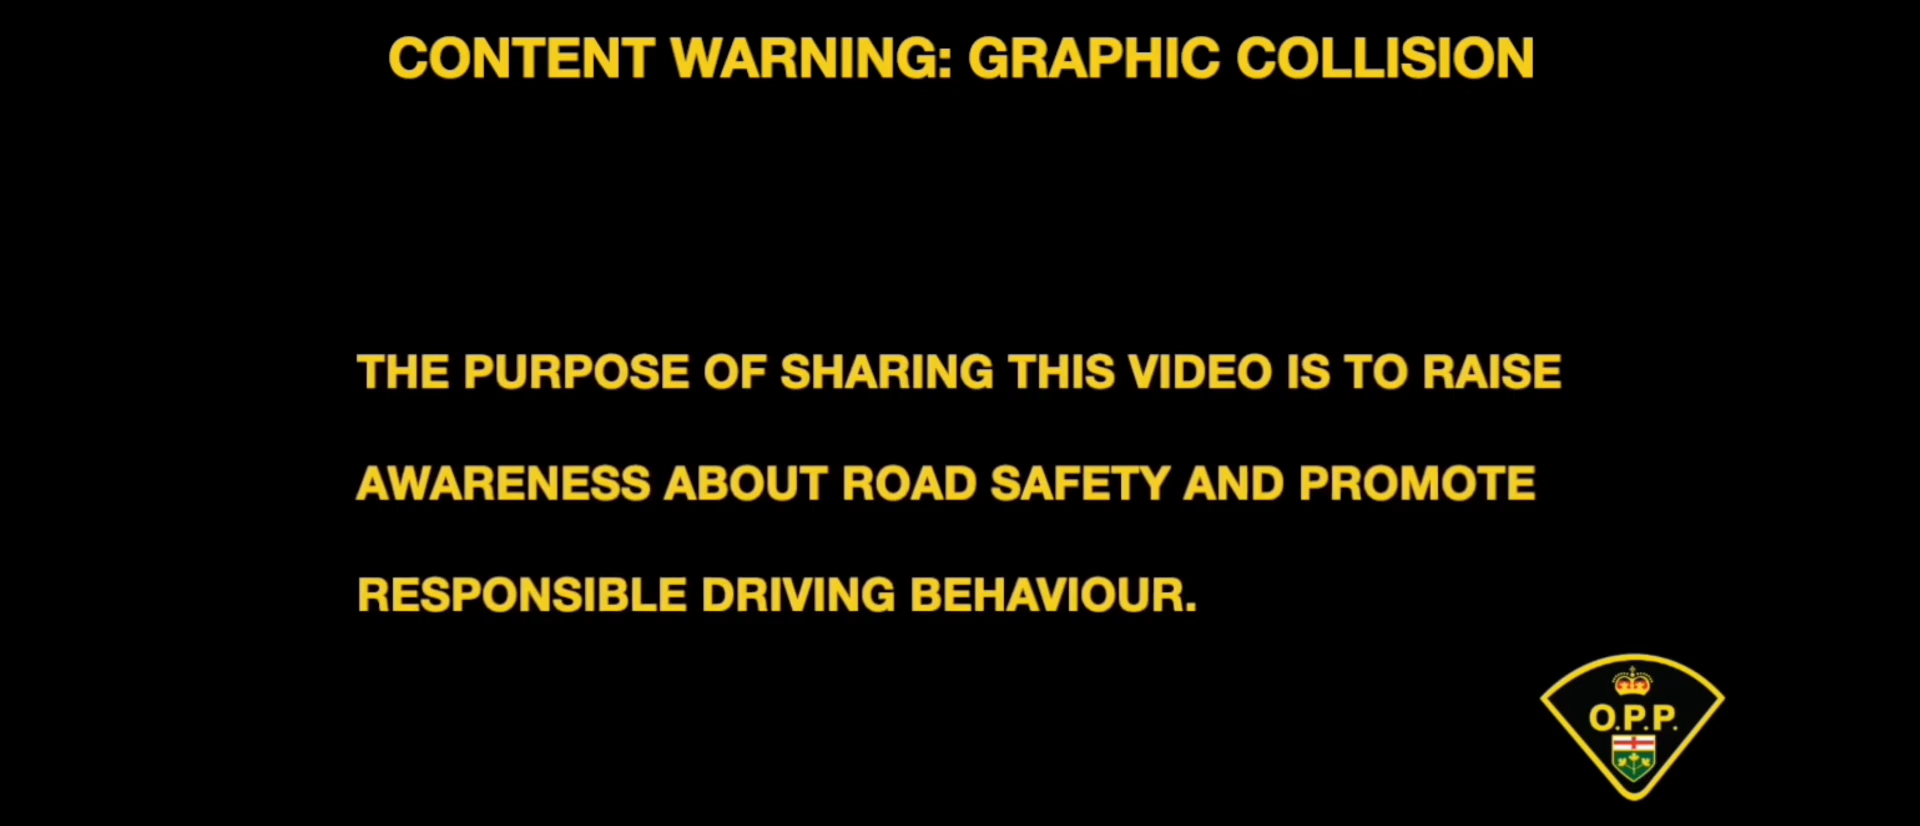 CONTENT WARNING: GRAPHIC COLLISION
THE PURPOSE OF SHARING THIS VIDEO IS TO RAISE
AWARENESS ABOUT ROAD SAFETY AND PROMOTE
RESPONSIBLE DRIVING BEHAVIOUR.
O.P.P.